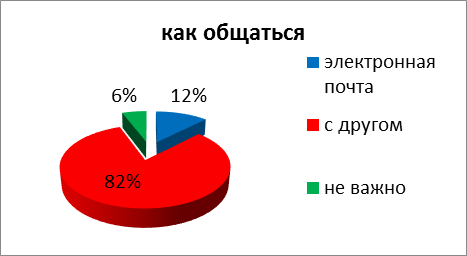 как общаться
6%
12%
82%
электронная
почта
с другом
не важно